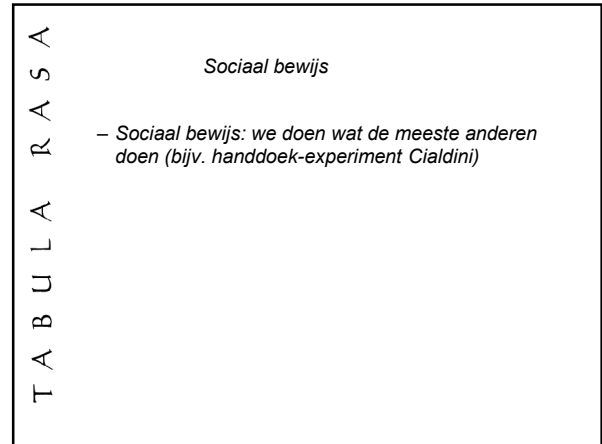 TABULA RASA
Sociaal bewijs
– Sociaal bewijs: we doen wat de meeste anderen
doen (bijv. handdoek-experiment Cialdini)